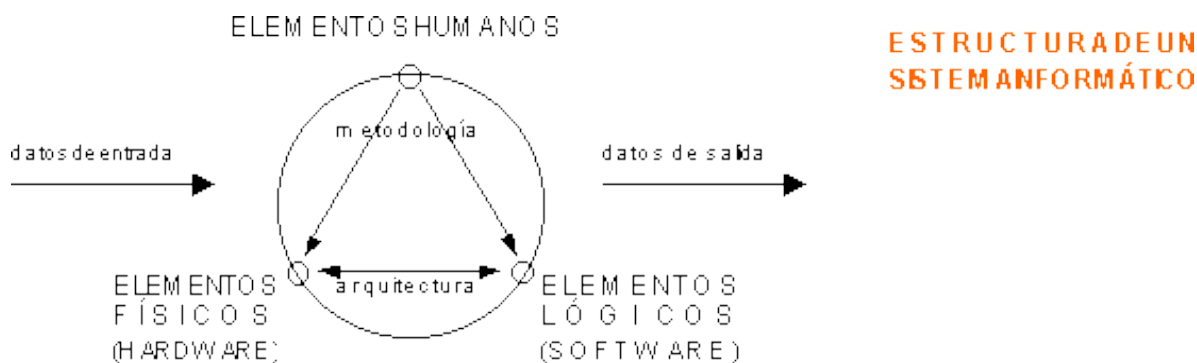 ELEMENTOS HUMANOS
ESTRUCTURA DE UN
SISTEMA INFORMÁTICO
metodología
datos de entrada
datos de salida
ELEMENTOS
FÍSICOS
(HARDWARE)
arquitectura
ELEMENTOS
LÓGICOS
(SOFTWARE)